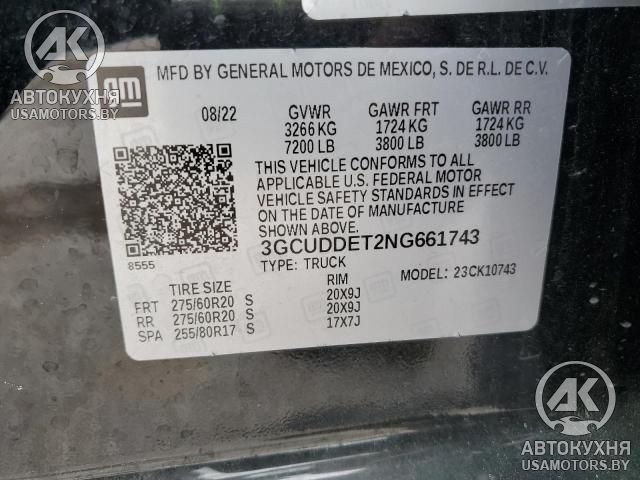 AK
АВТОКУХНЯ
USAMOTORS.BY
GM
MFD BY GENERAL MOTORS DE MEXICO, S. DE R.L. DE C.V.
08/22 GVWR GAWR FRT GAWR RR
3266 KG 1724 KG 1724 KG
7200 LB 3800 LB 3800 LB
THIS VEHICLE CONFORMS TO ALL
APPLICABLE U.S. FEDERAL MOTOR
VEHICLE SAFETY STANDARDS IN EFFECT
ON THE DATE OF MANUFACTURE
SHOWN ABOVE.
8555
3GCUDDET2NG661743
TYPE: TRUCK MODEL: 23CK10743
TIRE SIZE RIM
FRT 275/60R20 S 20X9J
RR 275/60R20 S 20X9J
SPA 255/80R17 S 17X7J
AK
АВТОКУХНЯ
USAMOTORS.BY